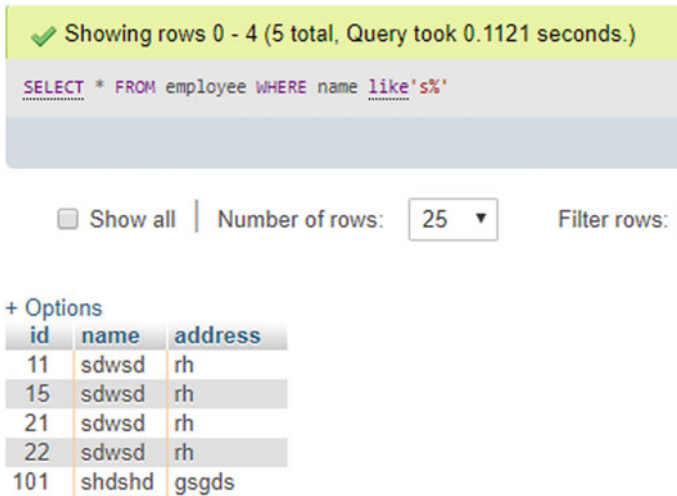 Showing rows 0 - 4 (5 total, Query took 0.1121 seconds.)
SELECT * FROM employee WHERE name like's%'
Show all | Number of rows: 25 Filter rows:
+ Options
id name address
11 sdwsd rh
15 sdwsd rh
21 sdwsd rh
22 sdwsd rh
101 shdshd gsgds